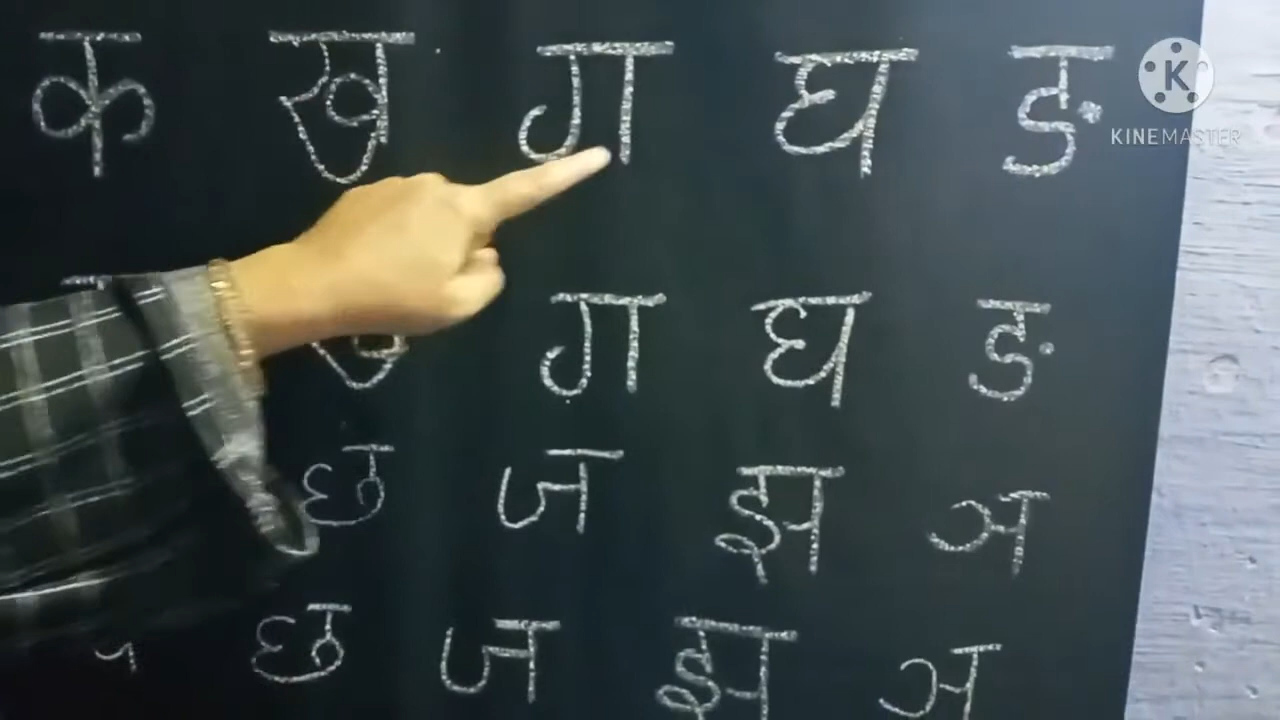 क ख ग घ ङ
K
KINEMASTER
ग घ ङ
छ ज झ ञ
छ ज झ ञ